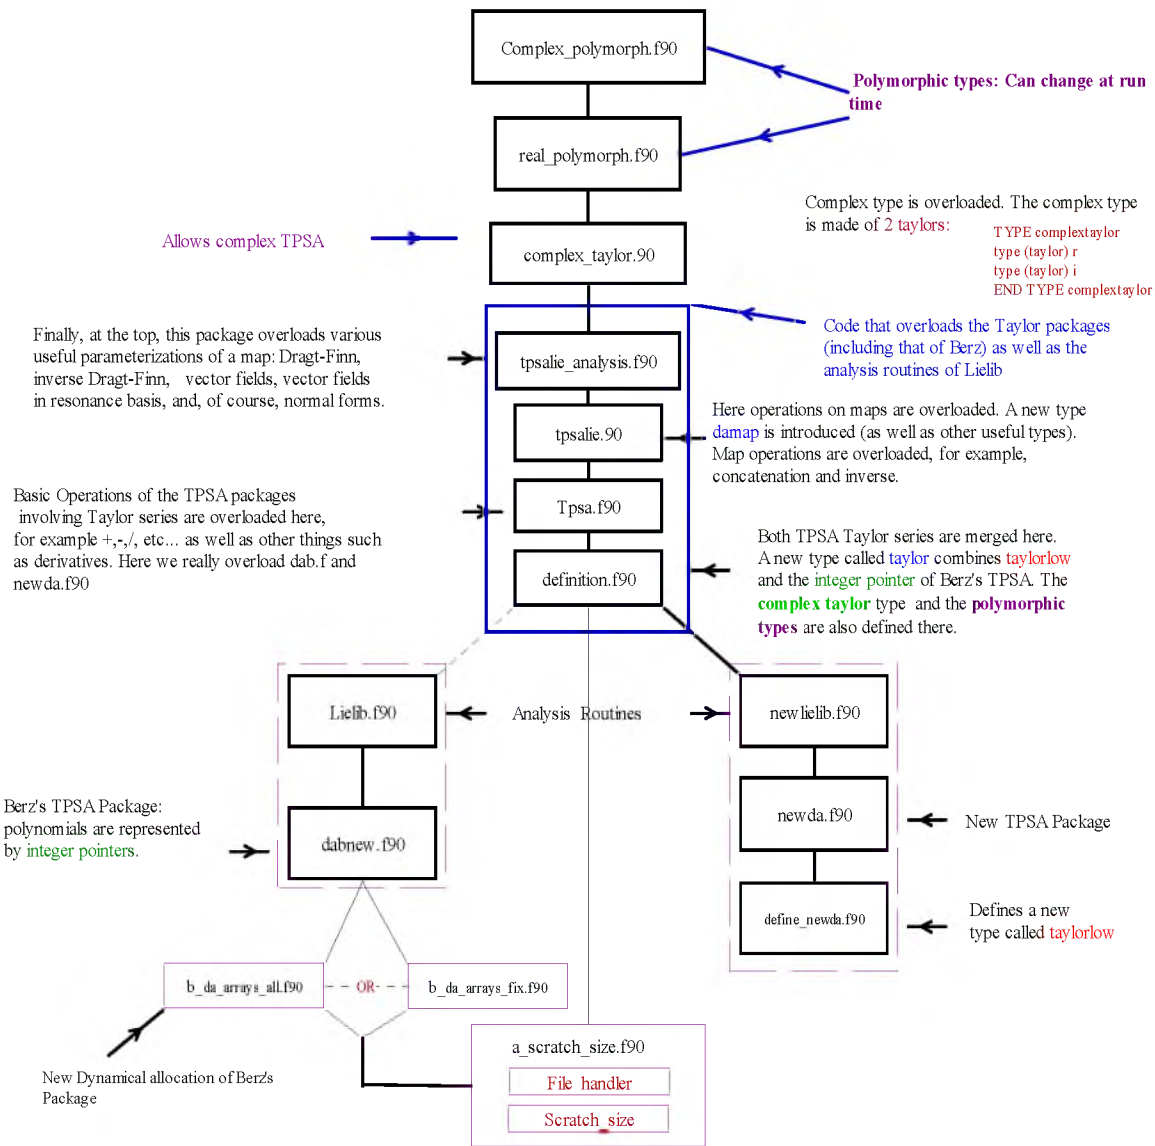 Complex_polymorph.f90
Polymorphic types: Can change at run
time
real_polymorph.f90
Complex type is overloaded. The complex type
is made of 2 taylors:
TYPE complextaylor
type (taylor) r
type (taylor) i
END TYPE complextaylor
Allows complex TPSA
complex_taylor.90
Finally, at the top, this package overloads various
useful parameterizations of a map: Dragt-Finn,
inverse Dragt-Finn, vector fields, vector fields
in resonance basis, and, of course, normal forms.
tpsalie_analysis.f90
Code that overloads the Taylor packages
(including that of Berz) as well as the
analysis routines of Lielib
tpsalie.90
Here operations on maps are overloaded. A new type
damap is introduced (as well as other useful types).
Map operations are overloaded, for example,
concatenation and inverse.
Basic Operations of the TPSA packages
involving Taylor series are overloaded here,
for example +,-,/, etc... as well as other things such
as derivatives. Here we really overload dab.f and
newda.f90
Tpsa.f90
definition.f90
Both TPSA Taylor series are merged here.
A new type called taylor combines taylorlow
and the integer pointer of Berz's TPSA. The
complex taylor type and the polymorphic
types are also defined there.
Lielib.f90
Analysis Routines
newlielib.f90
Berz's TPSA Package:
polynomials are represented
by integer pointers.
dabnew.f90
newda.f90
New TPSA Package
define_newda.f90
Defines a new
type called taylorlow
b_da_arrays_all.f90
OR
b_da_arrays_fix.f90
New Dynamical allocation of Berz's
Package
a_scratch_size.f90
File handler
Scratch_size